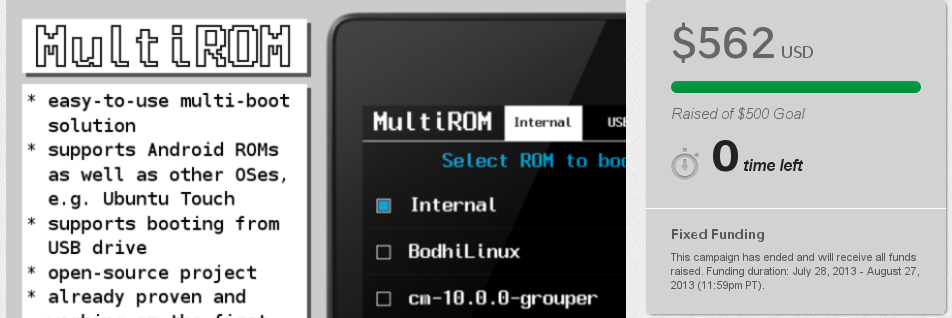 MultiROM
* easy-to-use multi-boot
solution
* supports Android ROMs
as well as other OSes,
e.g. Ubuntu Touch
* supports booting from
USB drive
* open-source project
* already proven and
MultiROM Internal USB
Select ROM to boo
Internal
BodhiLinux
cm-10.0.0-grouper
$562 USD
Raised of $500 Goal
0 time left
Fixed Funding
This campaign has ended and will receive all funds
raised. Funding duration: July 28, 2013 - August 27,
2013 (11:59pm PT).